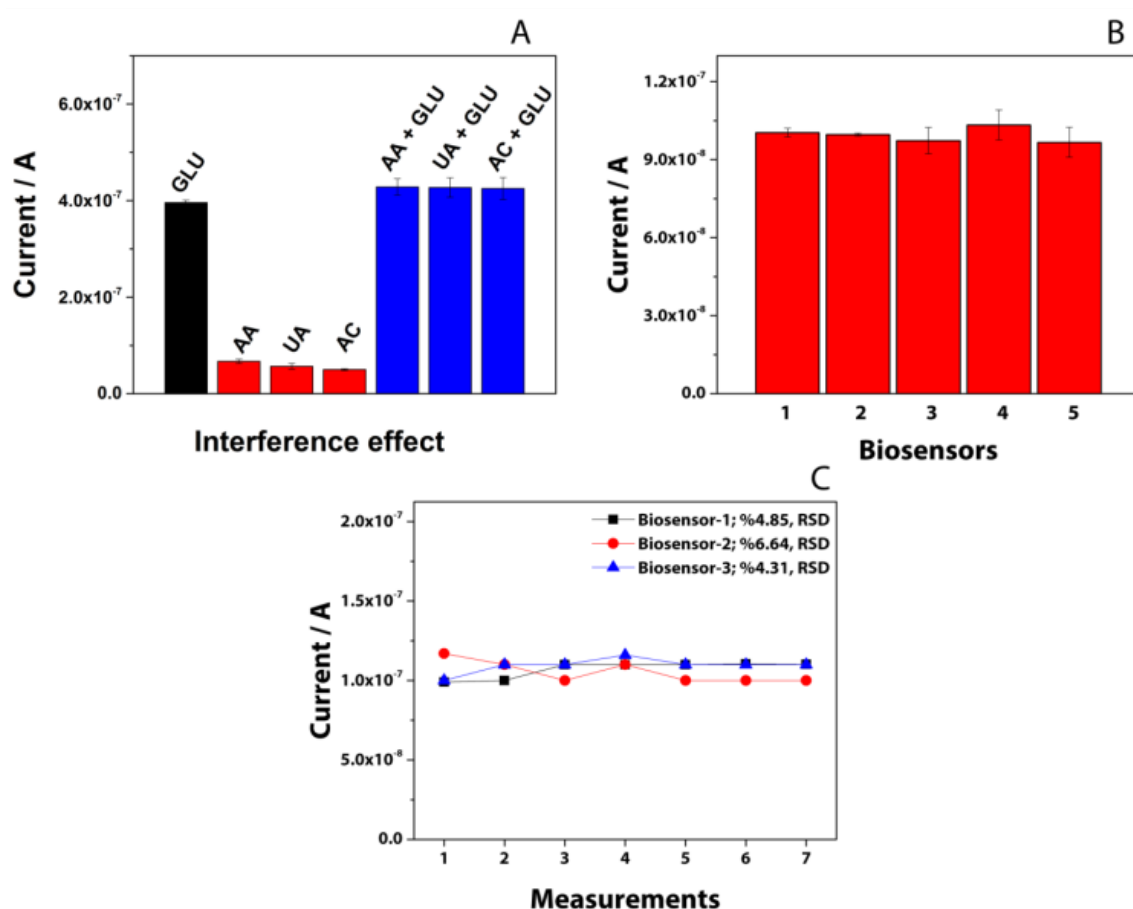 A
6.0x10⁻⁷
4.0x10⁻⁷
2.0x10⁻⁷
0.0
Current / A
GLU
AA
UA
AC
AA + GLU
UA + GLU
AC + GLU
Interference effect
B
1.2x10⁻⁷
9.0x10⁻⁸
6.0x10⁻⁸
3.0x10⁻⁸
0.0
Current / A
1 2 3 4 5
Biosensors
C
2.0x10⁻⁷
1.5x10⁻⁷
1.0x10⁻⁷
5.0x10⁻⁸
0.0
Current / A
Biosensor-1; %4.85, RSD
Biosensor-2; %6.64, RSD
Biosensor-3; %4.31, RSD
1 2 3 4 5 6 7
Measurements